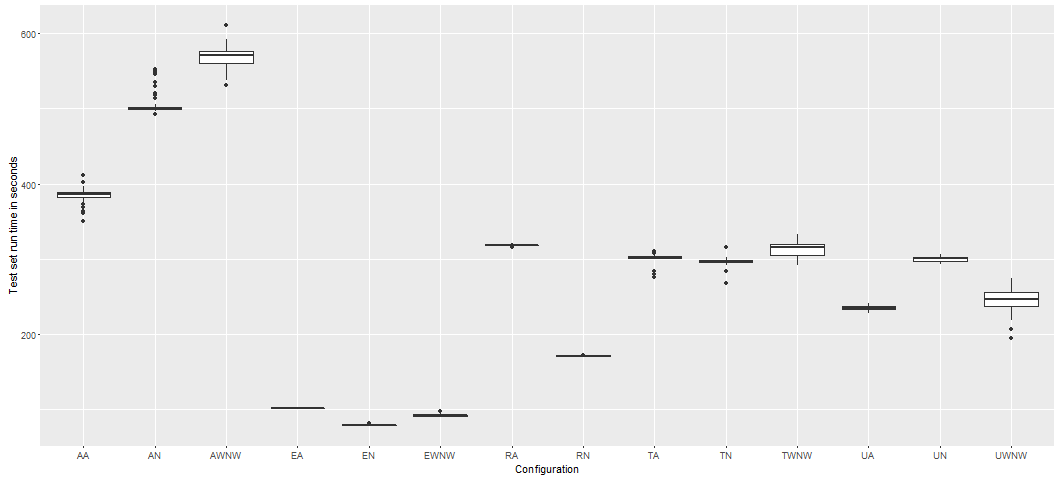 Test set run time in seconds
600
400
200
AA AN AWNW EA EN EWNW RA RN TA TN TWNW UA UN UWNW
Configuration